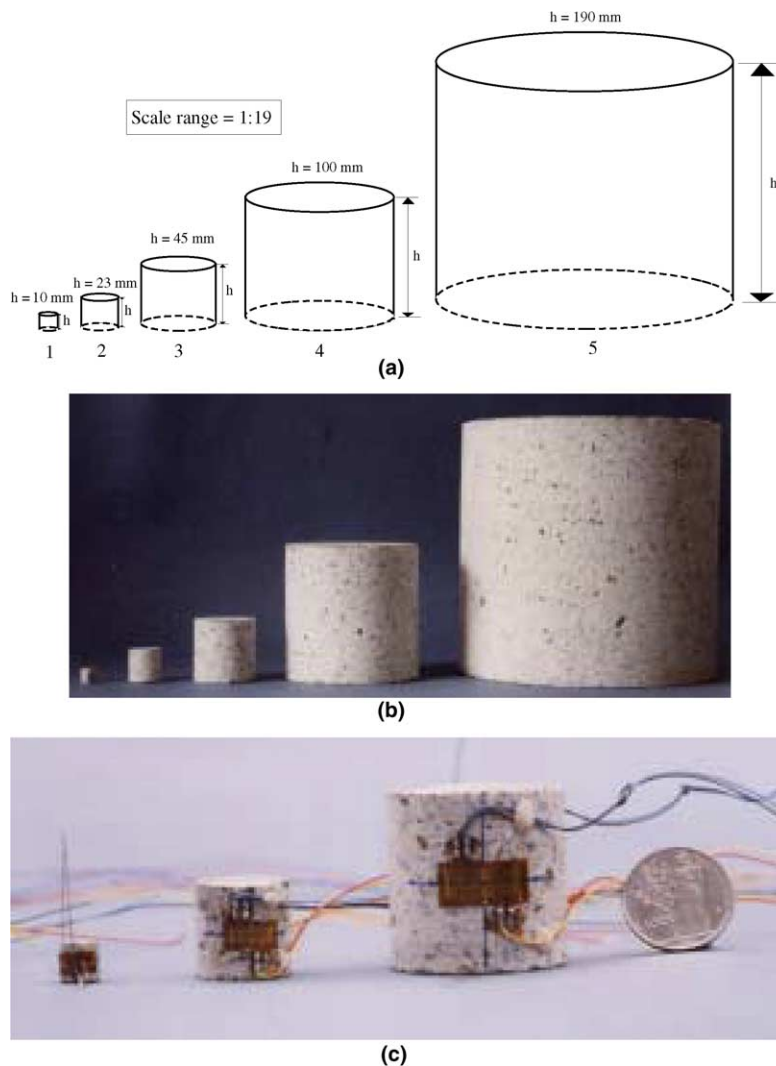 h = 190 mm
Scale range = 1:19
h
h = 100 mm
h = 45 mm
h
h = 23 mm
h
h = 10 mm
h
h
1
2
3
4
5
(a)
(b)
(c)